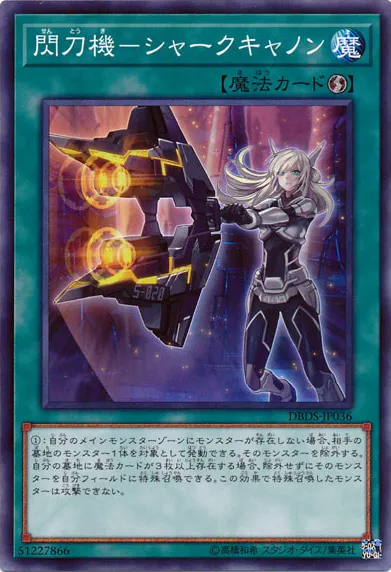 閃刀機－シャークキャノン
魔
【魔法カード】
S-020
DBDS-JP036
①:自分のメインモンスターゾーンにモンスターが存在しない場合、相手の
墓地のモンスター1体を対象として発動できる。そのモンスターを除外する。
自分の墓地に魔法カードが3枚以上存在する場合、除外せずにそのモンス
ターを自分フィールドに特殊召喚できる。この効果で特殊召喚したモンス
ターは攻撃できない。
51227866
©高橋和希 スタジオ・ダイス/集英社